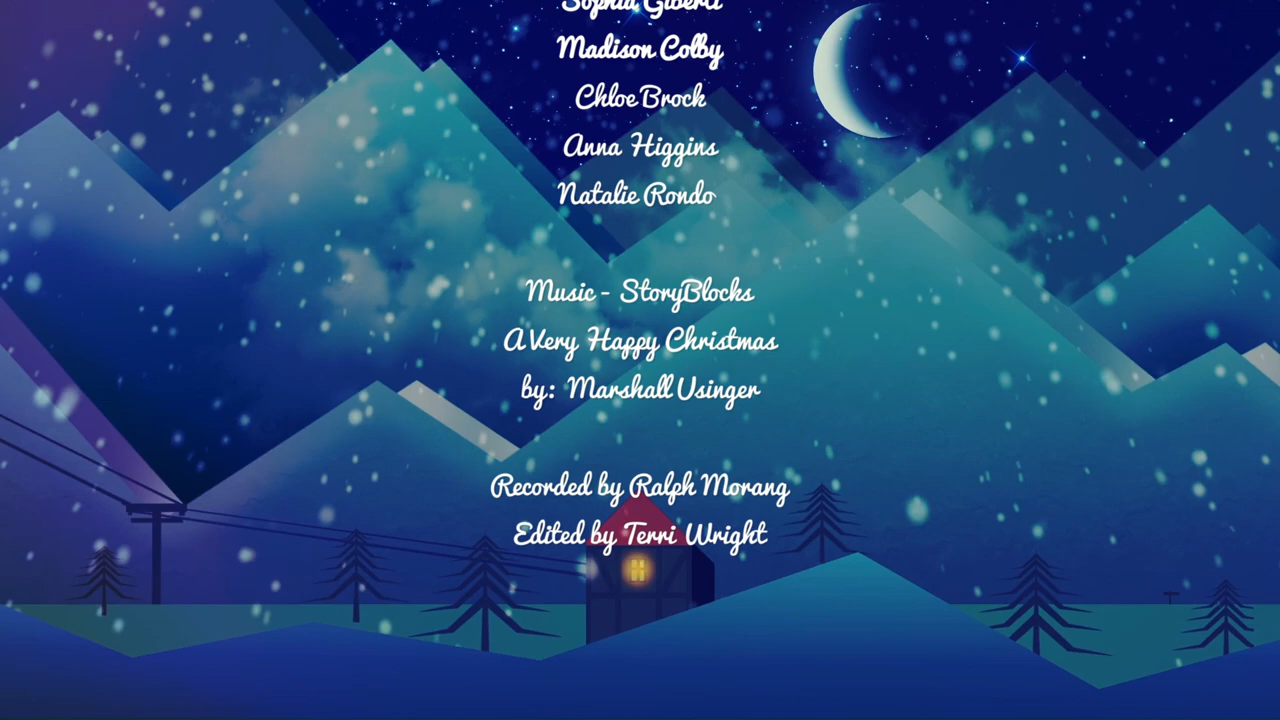 Madison Colby
Chloe Brock
Anna Higgins
Natalie Rondo
Music - StoryBlocks
A Very Happy Christmas
by: Marshall Usinger
Recorded by Ralph Morang
Edited by Terri Wright